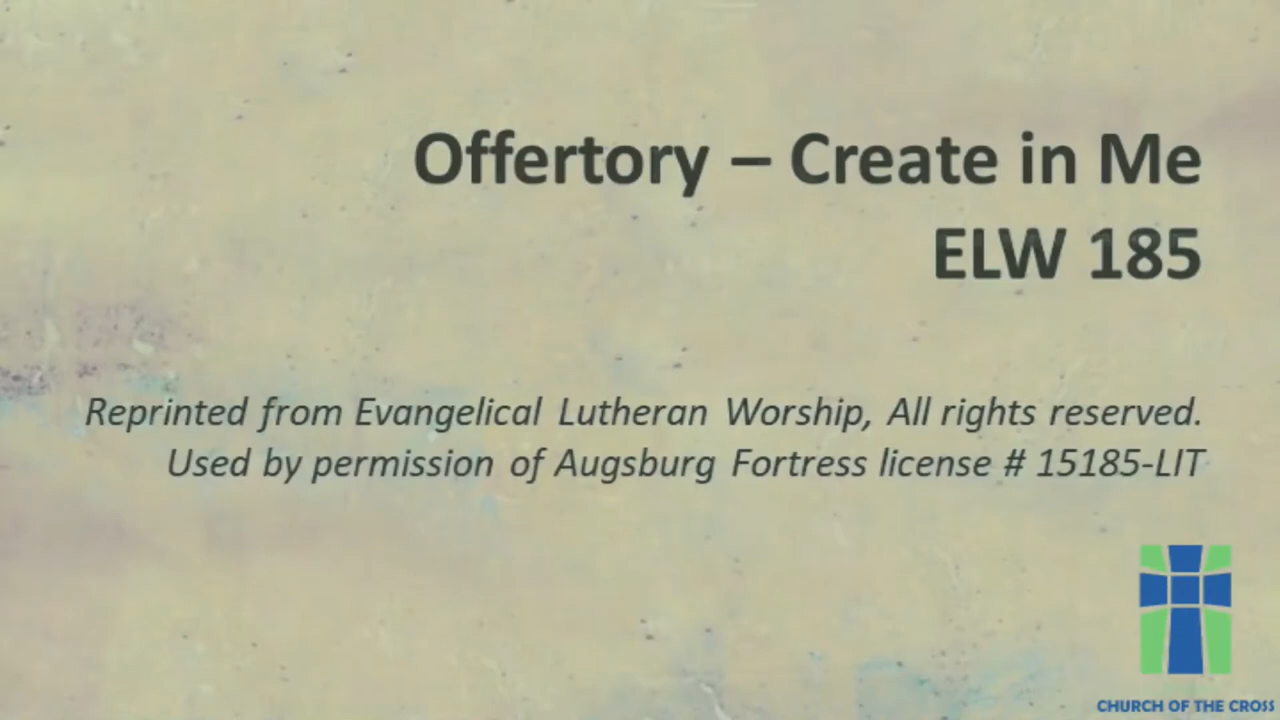 Offertory – Create in Me
ELW 185
Reprinted from Evangelical Lutheran Worship, All rights reserved.
Used by permission of Augsburg Fortress license # 15185-LIT
CHURCH OF THE CROSS